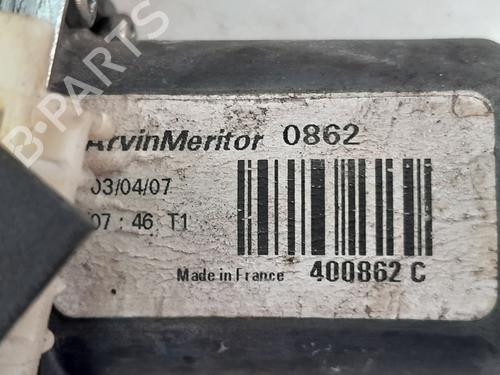 ArvinMeritor 0862
03/04/07
07 : 46 T1
Made in France 400862 C
B-PARTS